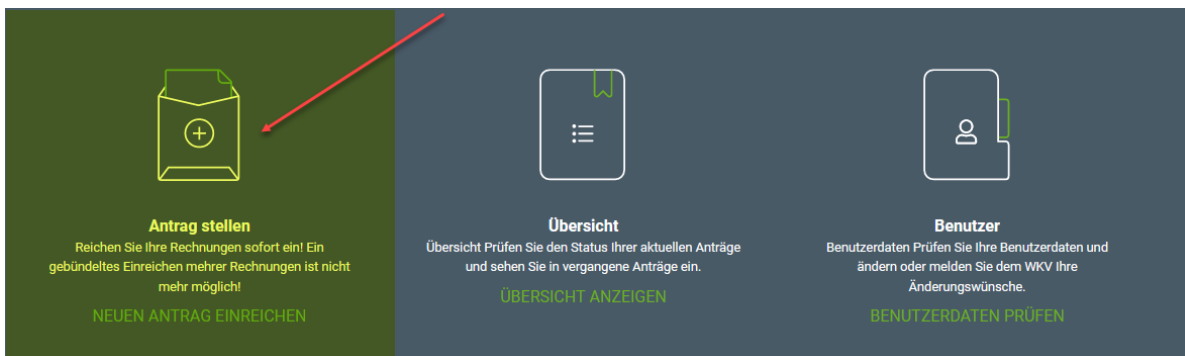 Antrag stellen
Reichen Sie Ihre Rechnungen sofort ein! Ein
gebündeltes Einreichen mehrer Rechnungen ist nicht
mehr möglich!
NEUEN ANTRAG EINREICHEN
Übersicht
Übersicht Prüfen Sie den Status Ihrer aktuellen Anträge
und sehen Sie in vergangene Anträge ein.
ÜBERSICHT ANZEIGEN
Benutzer
Benutzerdaten Prüfen Sie Ihre Benutzerdaten und
ändern oder melden Sie dem WKV Ihre
Änderungswünsche.
BENUTZERDATEN PRÜFEN